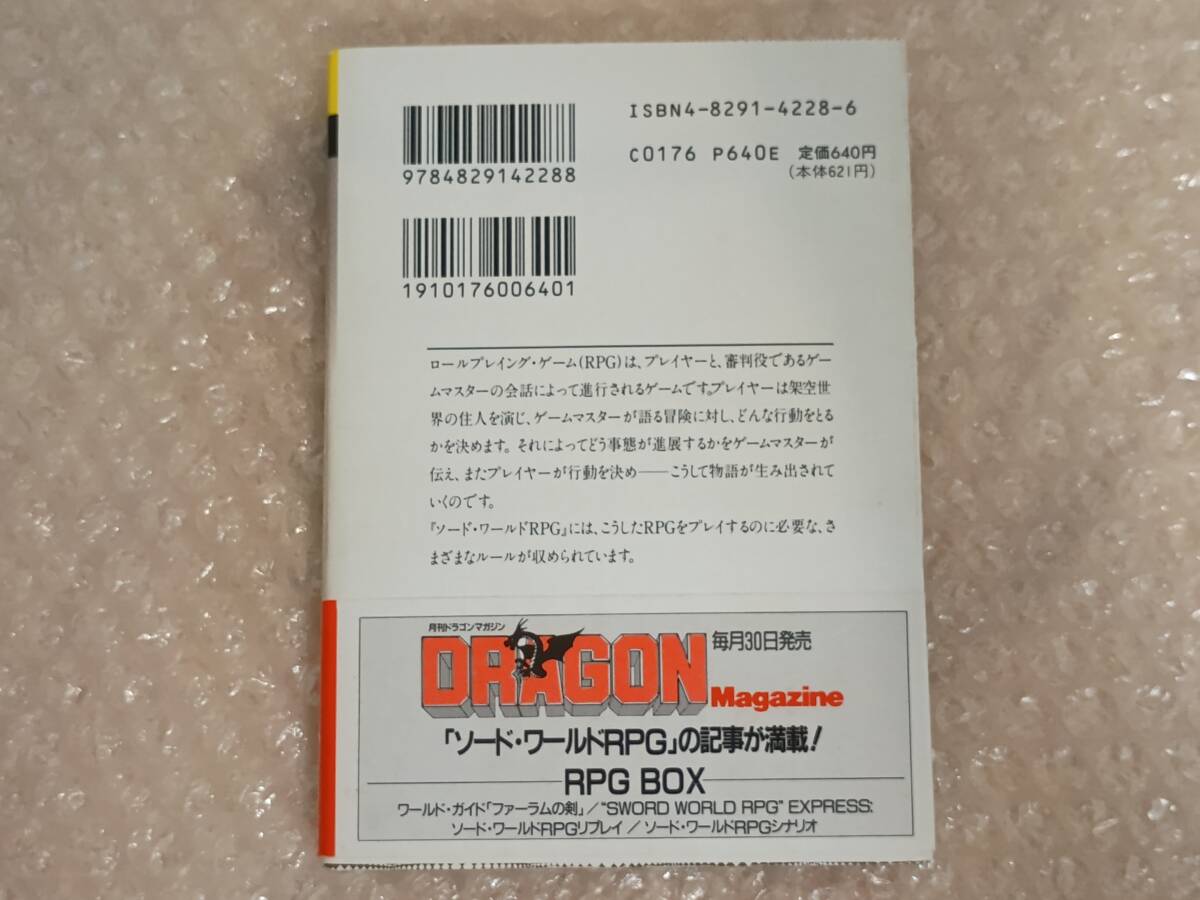 9784829142288
ISBN4-8291-4228-6
C0176 P640E 定価640円
(本体621円)
1910176006401
ロールプレイング・ゲーム(RPG)は、プレイヤーと、審判役であるゲー
ムマスターの会話によって進行されるゲームです。プレイヤーは架空世
界の住人を演じ、ゲームマスターが語る冒険に対し、どんな行動をとる
かを決めます。それによってどう事態が進展するかをゲームマスターが
伝え、またプレイヤーが行動を決め――こうして物語が生み出されて
いくのです。
『ソード・ワールドRPG』には、こうしたRPGをプレイするのに必要な、さ
まざまなルールが収められています。
月刊ドラゴンマガジン
DRAGON Magazine
毎月30日発売
「ソード・ワールドRPG」の記事が満載!
RPG BOX
ワールド・ガイド「ファーラムの剣」/“SWORD WORLD RPG” EXPRESS:
ソード・ワールドRPGリプレイ/ソード・ワールドRPGシナリオ